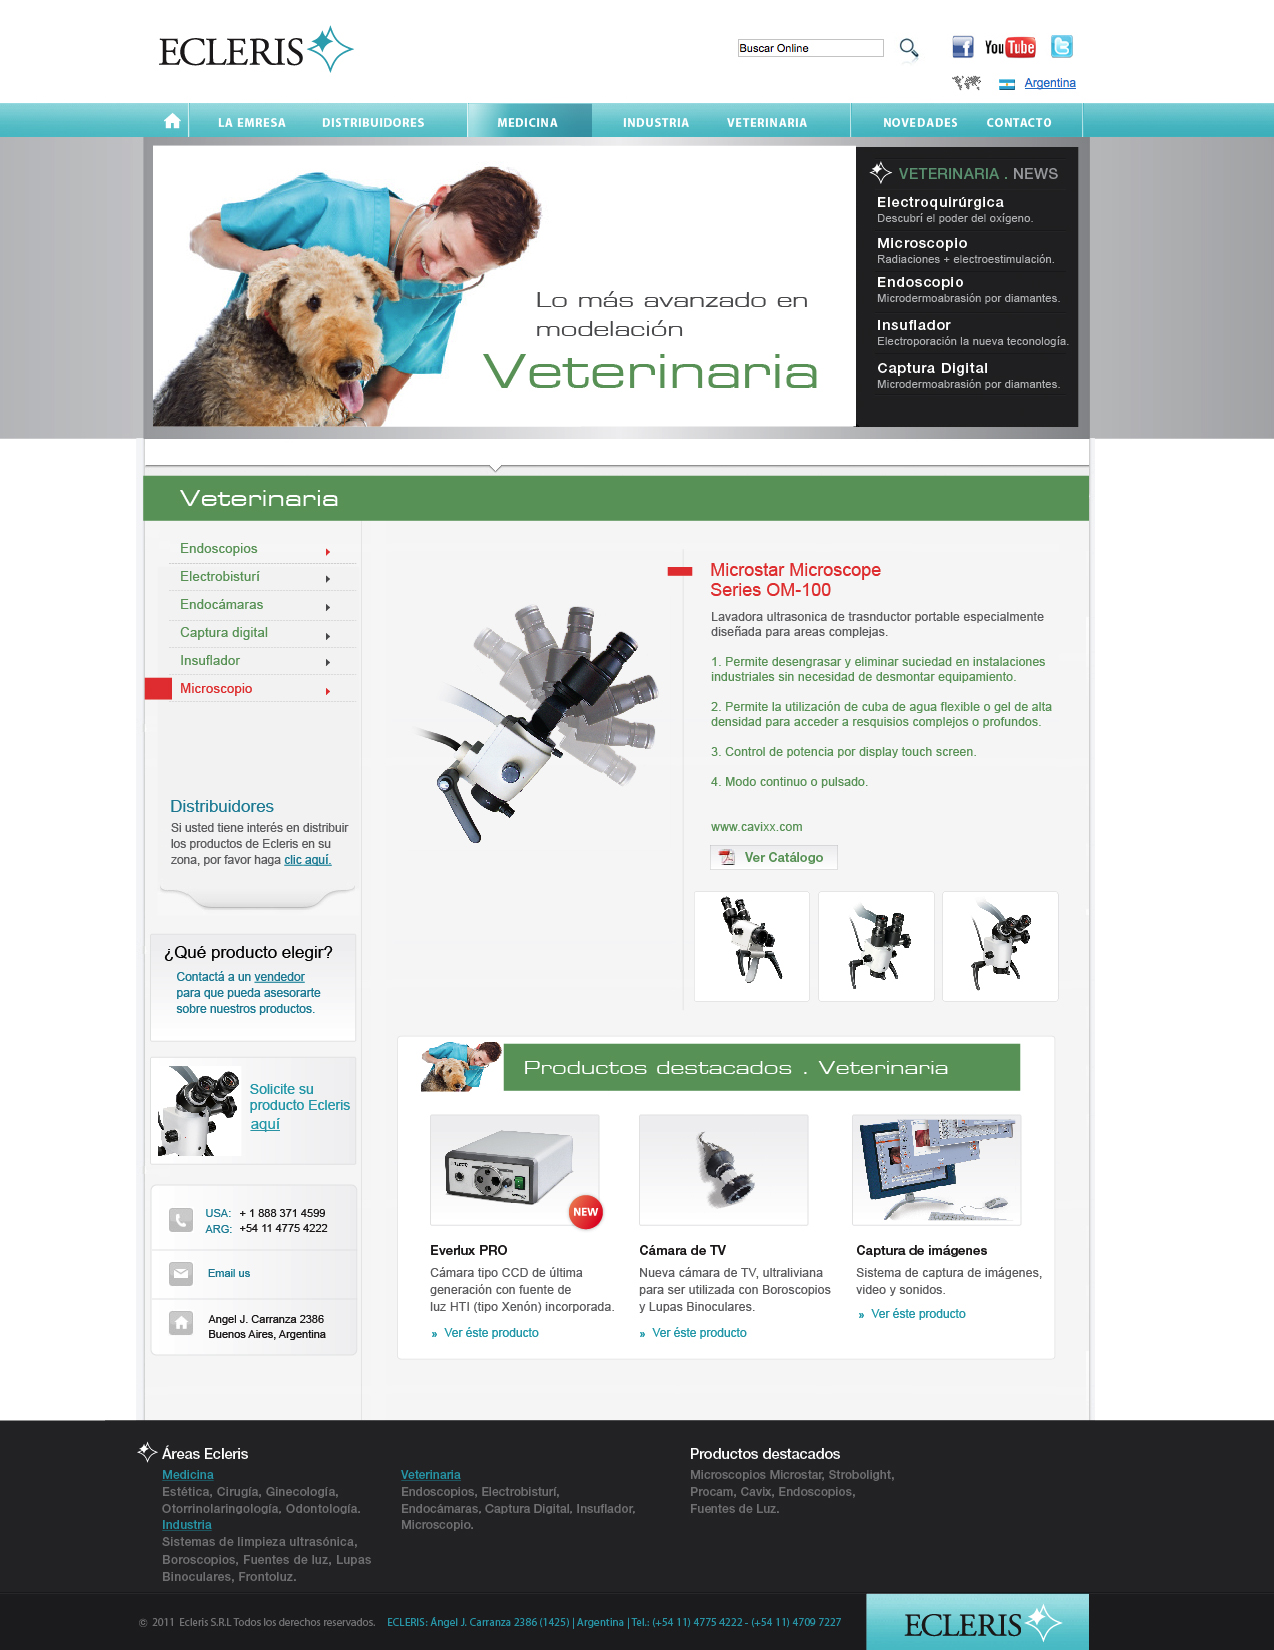 ECLERIS
Buscar Online
You Tube
Argentina
LA EMRESA DISTRIBUIDORES MEDICINA INDUSTRIA VETERINARIA NOVEDADES CONTACTO
Lo más avanzado en
modelación
Veterinaria
VETERINARIA . NEWS
Electroquirúrgica
Descubrí el poder del oxígeno.
Microscopio
Radiaciones + electroestimulación.
Endoscopio
Microdermoabrasión por diamantes.
Insuflador
Electroporación la nueva teconología.
Captura Digital
Microdermoabrasión por diamantes.
Veterinaria
Endoscopios
Electrobisturí
Endocámaras
Captura digital
Insuflador
Microscopio
Distribuidores
Si usted tiene interés en distribuir
los productos de Ecleris en su
zona, por favor haga clic aquí.
¿Qué producto elegir?
Contactá a un vendedor
para que pueda asesorarte
sobre nuestros productos.
Solicite su
producto Ecleris
aquí
USA: + 1 888 371 4599
ARG: +54 11 4775 4222
Email us
Angel J. Carranza 2386
Buenos Aires, Argentina
Microstar Microscope
Series OM-100
Lavadora ultrasonica de trasnductor portable especialmente
diseñada para areas complejas.
1. Permite desengrasar y eliminar suciedad en instalaciones
industriales sin necesidad de desmontar equipamiento.
2. Permite la utilización de cuba de agua flexible o gel de alta
densidad para acceder a resquisios complejos o profundos.
3. Control de potencia por display touch screen.
4. Modo continuo o pulsado.
www.cavixx.com
Ver Catálogo
Productos destacados . Veterinaria
NEW
Everlux PRO
Cámara tipo CCD de última
generación con fuente de
luz HTI (tipo Xenón) incorporada.
» Ver éste producto
Cámara de TV
Nueva cámara de TV, ultraliviana
para ser utilizada con Boroscopios
y Lupas Binoculares.
» Ver éste producto
Captura de imágenes
Sistema de captura de imágenes,
video y sonidos.
» Ver éste producto
Áreas Ecleris
Medicina
Estética, Cirugía, Ginecología,
Otorrinolaringología, Odontología.
Industria
Sistemas de limpieza ultrasónica,
Boroscopios, Fuentes de luz, Lupas
Binoculares, Frontoluz.
Veterinaria
Endoscopios, Electrobisturí,
Endocámaras, Captura Digital, Insuflador,
Microscopio.
Productos destacados
Microscopios Microstar, Strobolight,
Procam, Cavix, Endoscopios,
Fuentes de Luz.
© 2011 Ecleris S.R.L Todos los derechos reservados. ECLERIS: Ángel J. Carranza 2386 (1425) | Argentina | Tel.: (+54 11) 4775 4222 - (+54 11) 4709 7227
ECLERIS